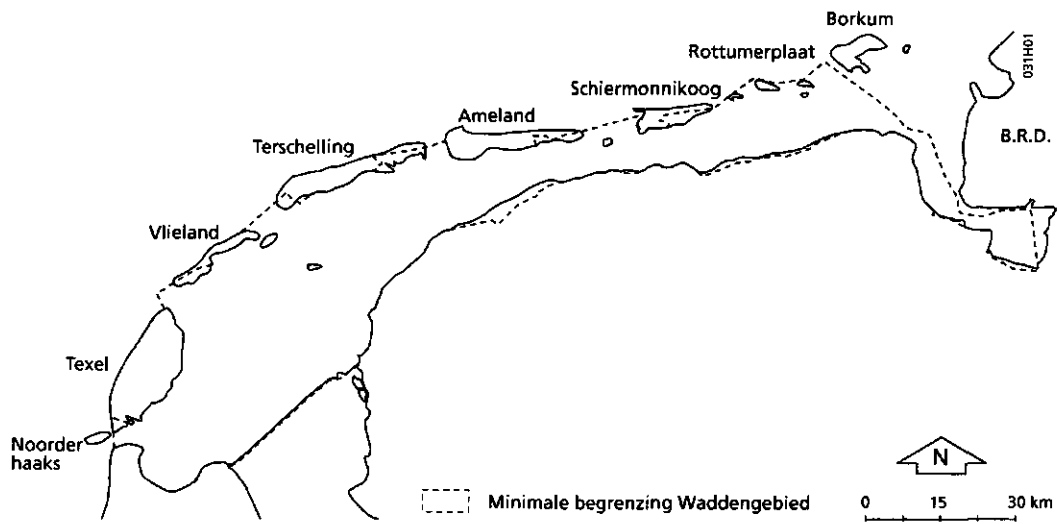 Borkum
Rottumerplaat
031H01
Schiermonnikoog
Ameland
B.R.D.
Terschelling
Vlieland
Texel
Noorder
haaks
N
Minimale begrenzing Waddengebied
0 15 30 km